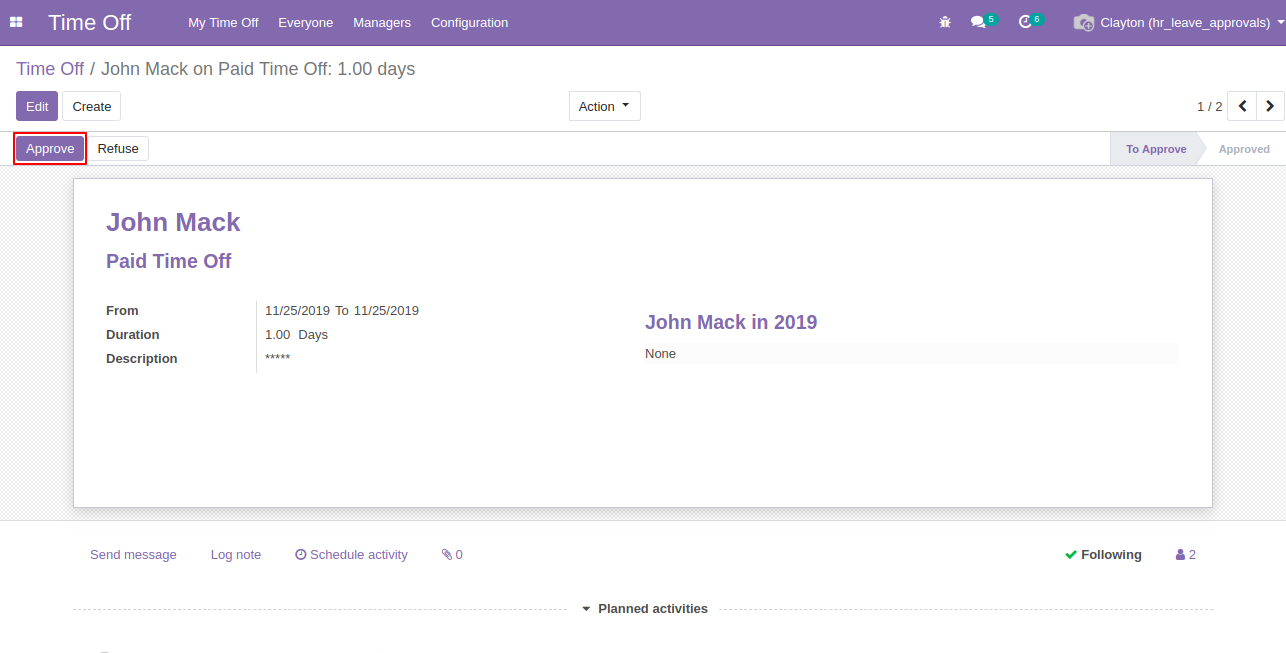 Time Off My Time Off Everyone Managers Configuration 5 6 Clayton (hr_leave_approvals)
Time Off / John Mack on Paid Time Off: 1.00 days
Edit Create Action 1 / 2
Approve Refuse To Approve Approved
John Mack
Paid Time Off
From 11/25/2019 To 11/25/2019
John Mack in 2019
Duration 1.00 Days
None
Description *****
Send message Log note Schedule activity 0 Following 2
Planned activities